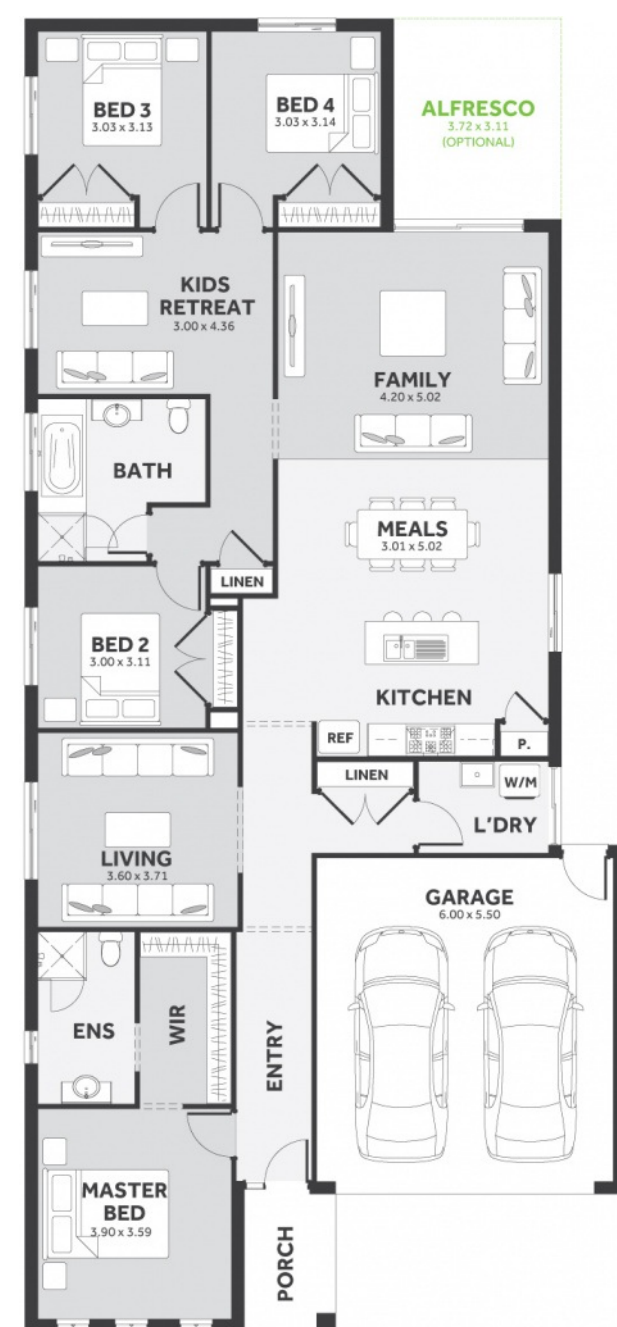 BED 3
3.03 x 3.13
BED 4
3.03 x 3.14
ALFRESCO
3.72 x 3.11
(OPTIONAL)
KIDS
RETREAT
3.00 x 4.36
FAMILY
4.20 x 5.02
BATH
MEALS
3.01 x 5.02
LINEN
BED 2
3.00 x 3.11
KITCHEN
REF
P.
LINEN
W/M
L'DRY
LIVING
3.60 x 3.71
GARAGE
6.00 x 5.50
ENS
WIR
ENTRY
MASTER
BED
3.90 x 3.59
PORCH